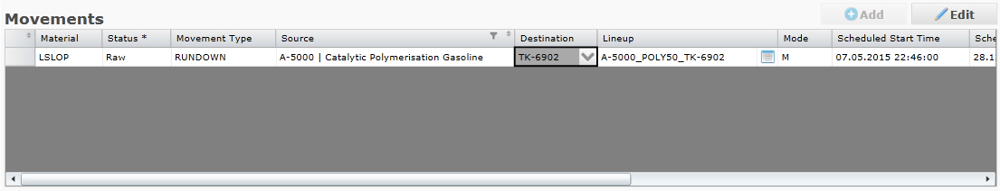 Movements
Add
Edit
Material Status * Movement Type Source Destination Lineup Mode Scheduled Start Time Sche
LSLOP Raw RUNDOWN A-5000 | Catalytic Polymerisation Gasoline TK-6902 A-5000_POLY50_TK-6902 M 07.05.2015 22:46:00 28.1